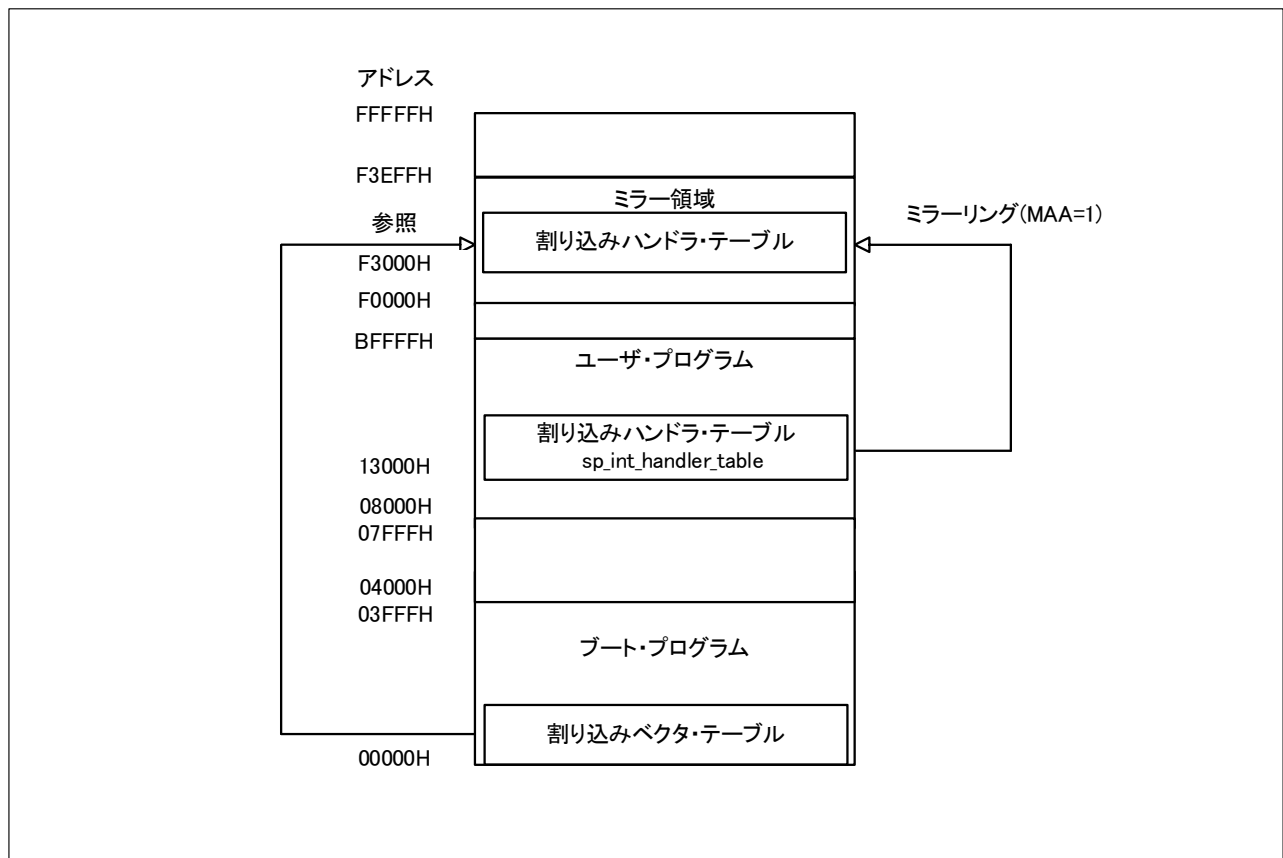 アドレス
FFFFFH
F3EFFH
ミラー領域
参照
割り込みハンドラ・テーブル
ミラーリング(MAA=1)
F3000H
F0000H
BFFFFH
ユーザ・プログラム
割り込みハンドラ・テーブル
sp_int_handler_table
13000H
08000H
07FFFH
04000H
03FFFH
ブート・プログラム
割り込みベクタ・テーブル
00000H